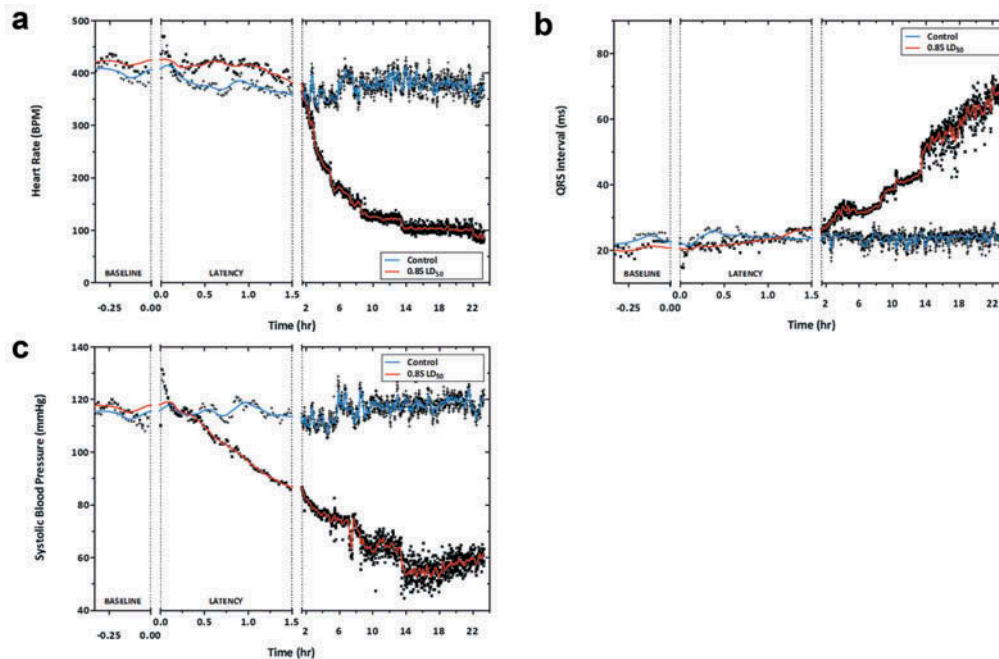 a
500
400
300
200
100
0
Heart Rate (BPM)
Control
0.85 LD₅₀
BASELINE
LATENCY
-0.25 0.00 0.0 0.5 1.0 1.5 2 6 10 14 18 22
Time (hr)
b
80
60
40
20
QRS Interval (ms)
Control
0.85 LD₅₀
BASELINE
LATENCY
-0.25 0.00 0.0 0.5 1.0 1.5 2 6 10 14 18 22
Time (hr)
c
140
120
100
80
60
40
Systolic Blood Pressure (mmHg)
Control
0.85 LD₅₀
BASELINE
LATENCY
-0.25 0.00 0.0 0.5 1.0 1.5 2 6 10 14 18 22
Time (hr)